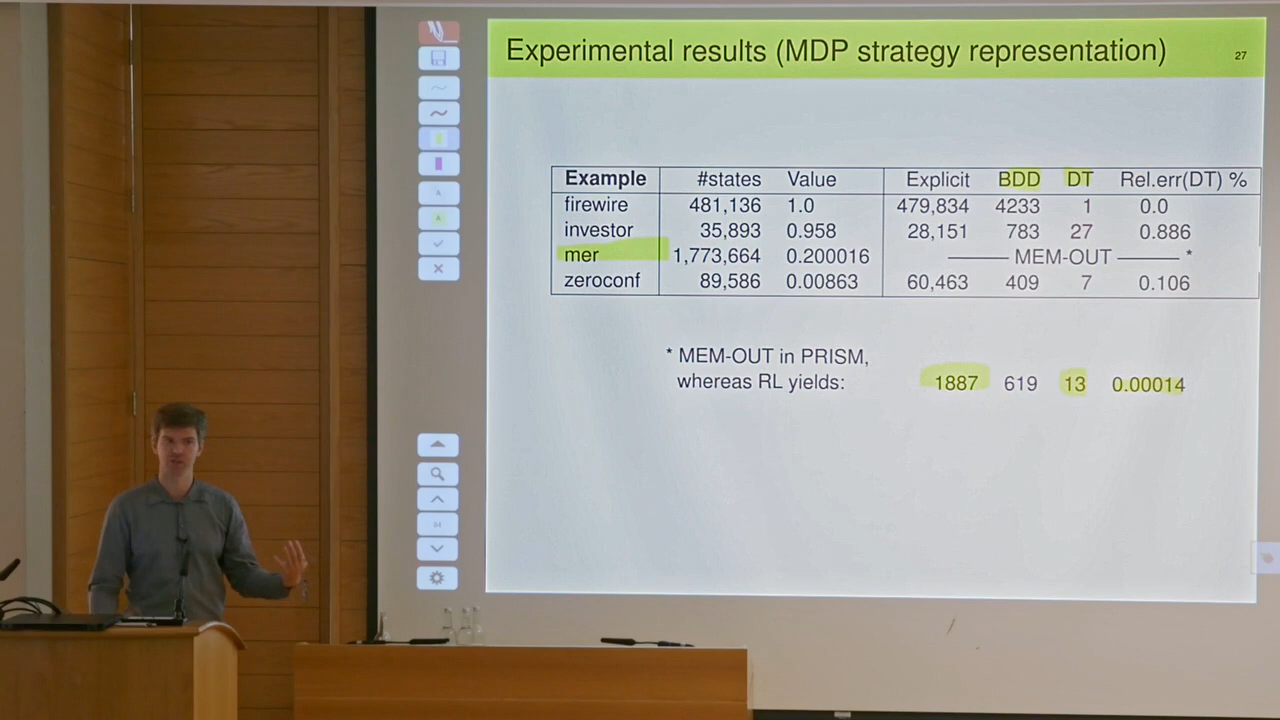 Experimental results (MDP strategy representation) 27
Example #states Value Explicit BDD DT Rel.err(DT) %
firewire 481,136 1.0 479,834 4233 1 0.0
investor 35,893 0.958 28,151 783 27 0.886
mer 1,773,664 0.200016 MEM-OUT *
zeroconf 89,586 0.00863 60,463 409 7 0.106
* MEM-OUT in PRISM,
whereas RL yields: 1887 619 13 0.00014